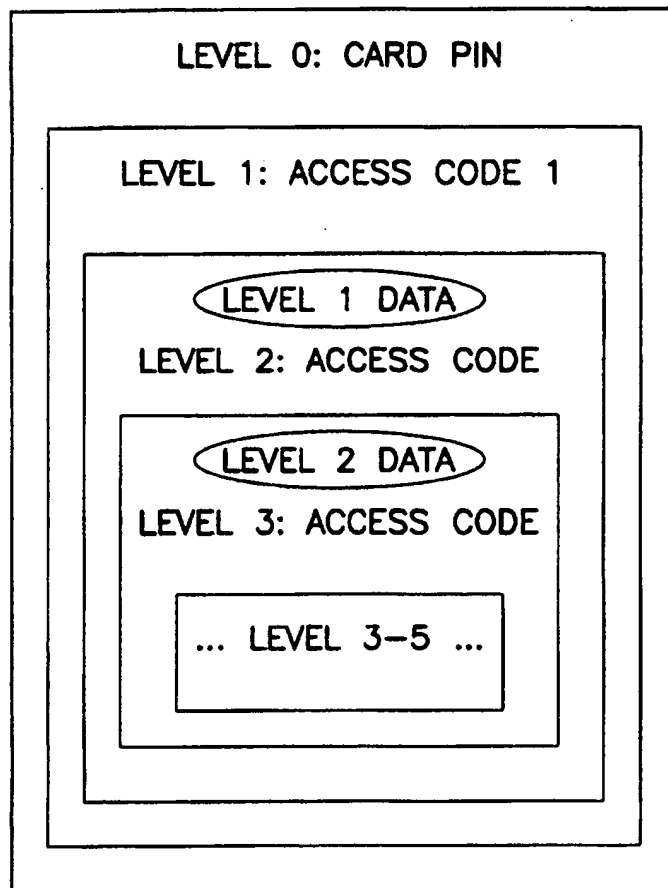 LEVEL 0: CARD PIN
LEVEL 1: ACCESS CODE 1
LEVEL 1 DATA
LEVEL 2: ACCESS CODE
LEVEL 2 DATA
LEVEL 3: ACCESS CODE
... LEVEL 3-5 ...